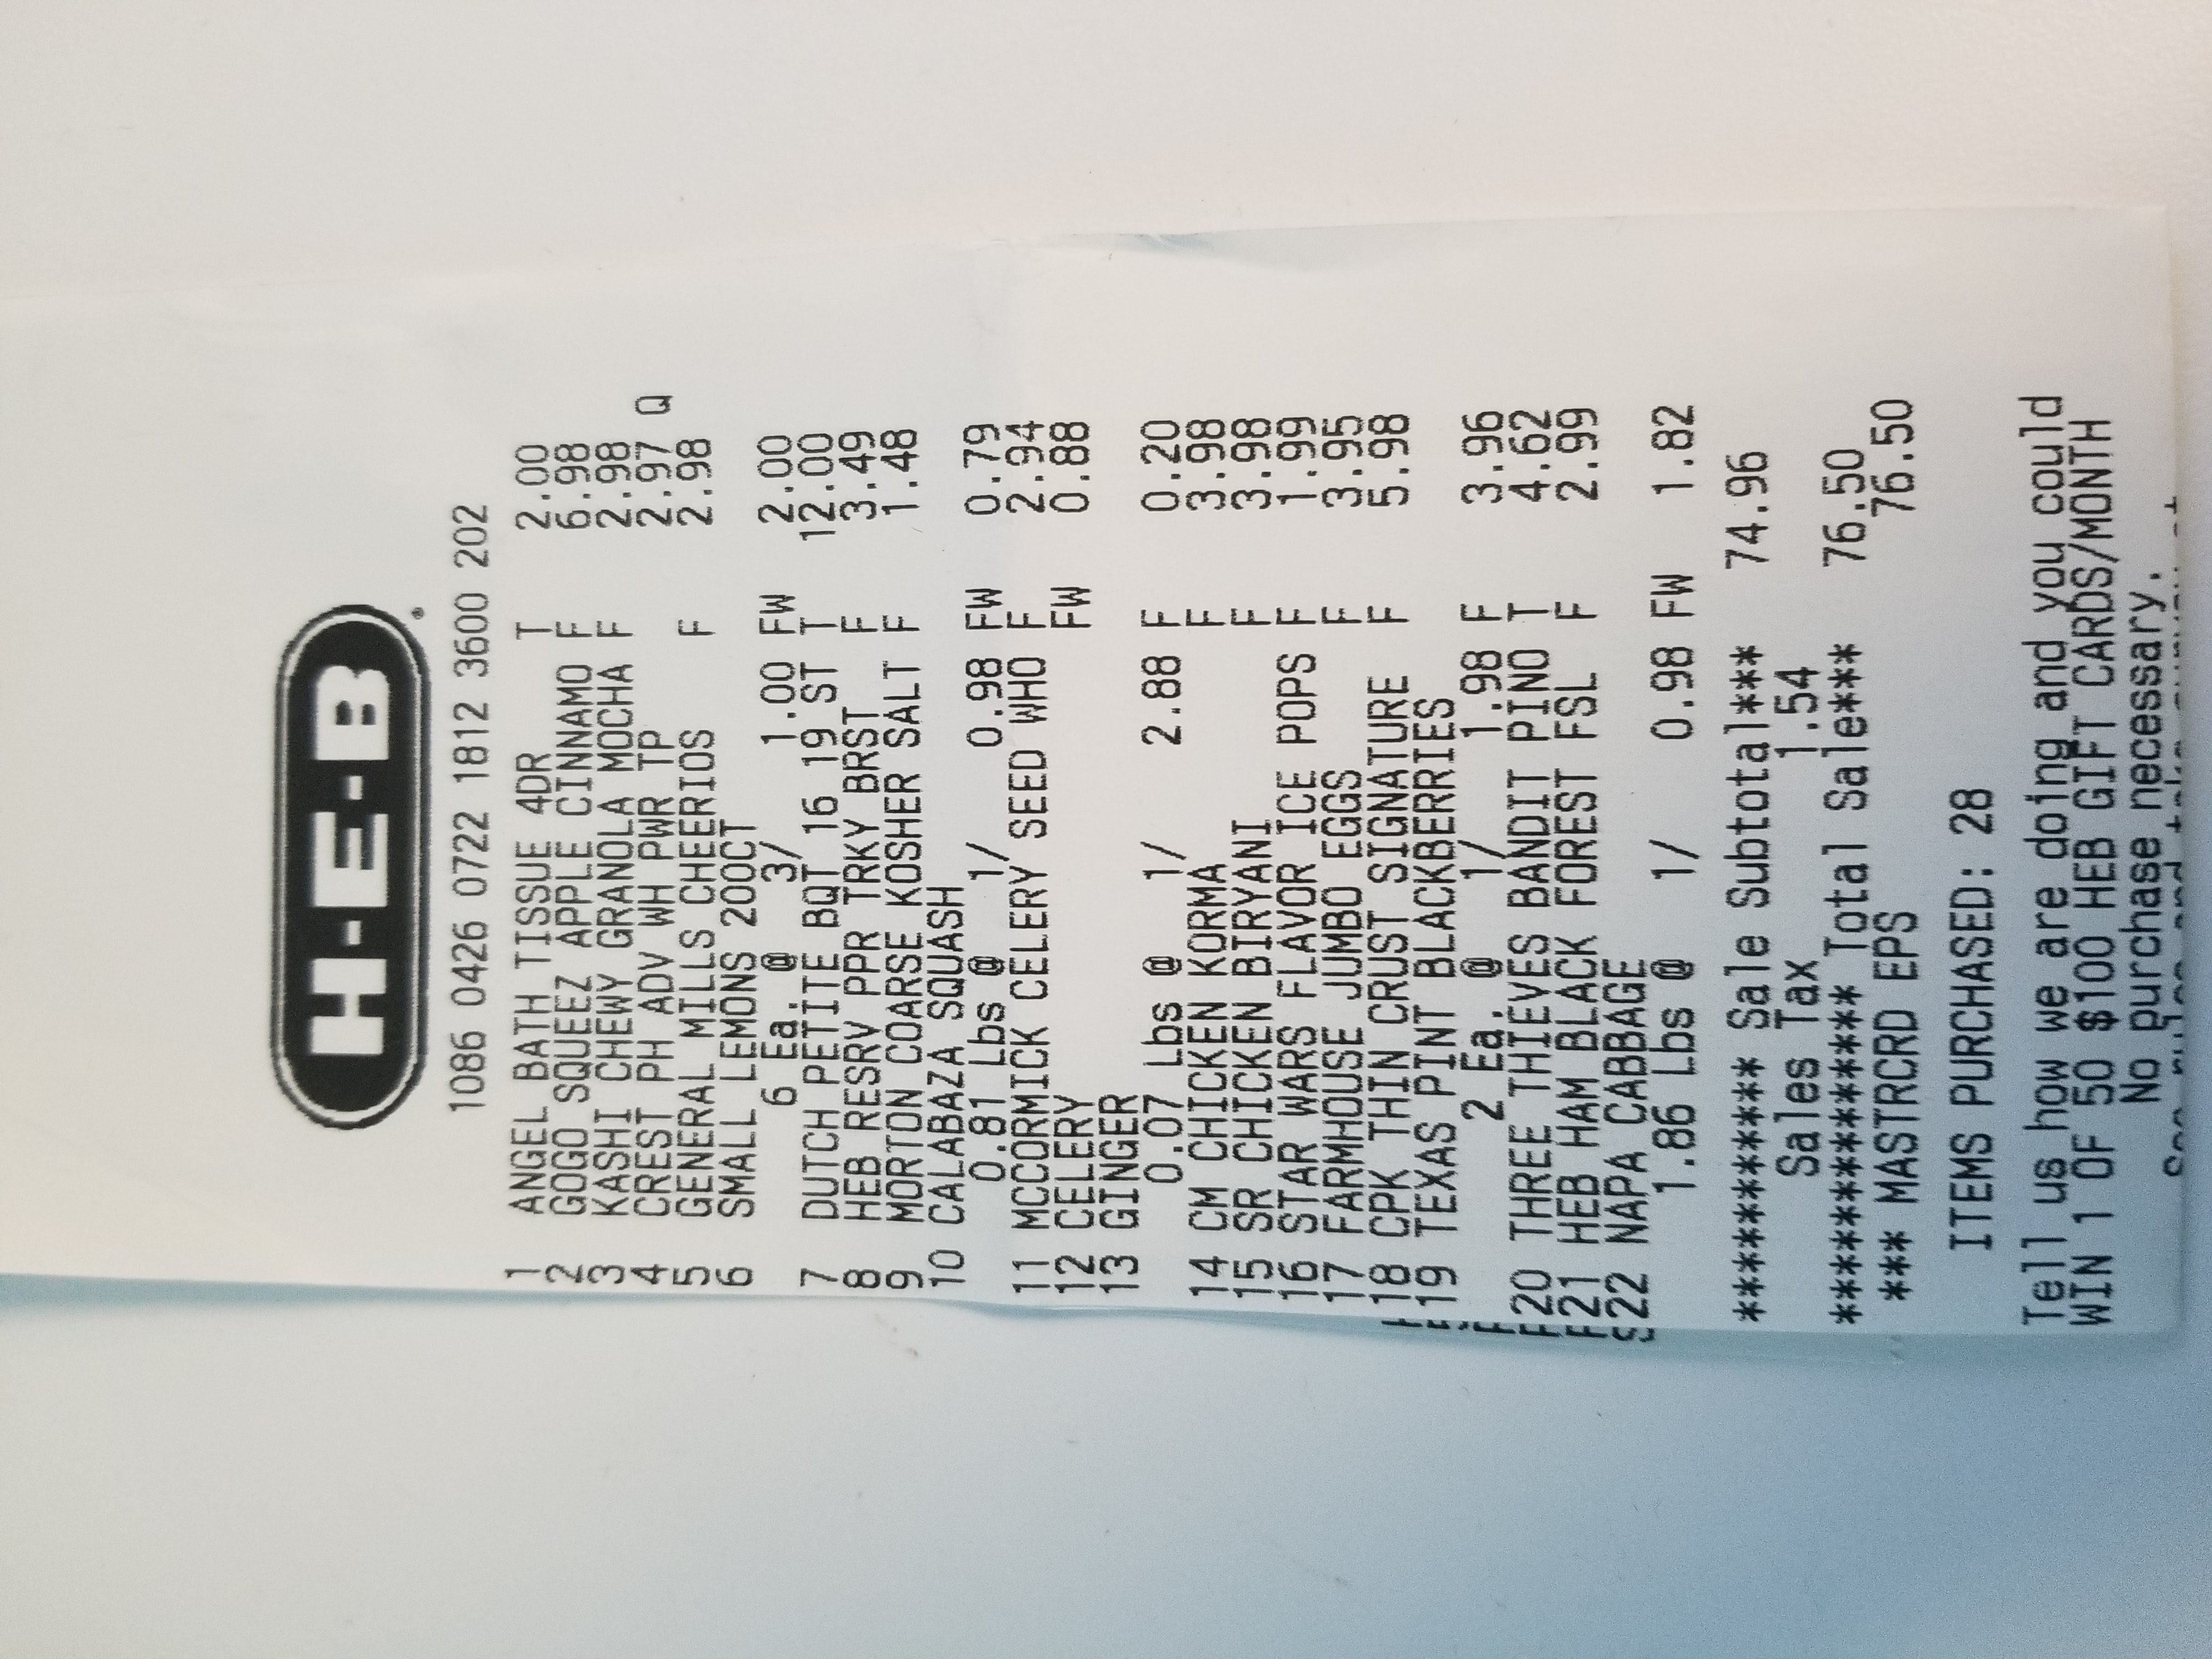 H-E-B
1086 0426 0722 1812 3600 202
1 ANGEL BATH TISSUE 4DR T 2.00
2 GOGO SQUEEZ APPLE CINNAMO F 6.98
3 KASHI CHEWY GRANOLA MOCHA F 2.98
4 CREST PH ADV WH PWR TP 2.97 Q
5 GENERAL MILLS CHEERIOS F 2.98
6 SMALL LEMONS 200CT
6 Ea. @ 3/ 1.00 FW 2.00
7 DUTCH PETITE BQT 16 19 ST T 12.00
8 HEB RESRV PPR TRKY BRST F 3.49
9 MORTON COARSE KOSHER SALT F 1.48
10 CALABAZA SQUASH
0.81 Lbs @ 1/ 0.98 FW 0.79
11 MCCORMICK CELERY SEED WHO F 2.94
12 CELERY FW 0.88
13 GINGER
0.07 Lbs @ 1/ 2.88 F 0.20
14 CM CHICKEN KORMA F 3.98
15 SR CHICKEN BIRYANI F 3.98
16 STAR WARS FLAVOR ICE POPS F 1.99
17 FARMHOUSE JUMBO EGGS F 3.95
18 CPK THIN CRUST SIGNATURE F 5.98
19 TEXAS PINT BLACKBERRIES
2 Ea. @ 1/ 1.98 F 3.96
20 THREE THIEVES BANDIT PINO T 4.62
21 HEB HAM BLACK FOREST FSL F 2.99
22 NAPA CABBAGE
1.86 Lbs @ 1/ 0.98 FW 1.82
*********** Sale Subtotal*** 74.96
Sales Tax 1.54
************** Total Sale*** 76.50
*** MASTRCRD EPS 76.50
ITEMS PURCHASED: 28
Tell us how we are doing and you could
WIN 1 OF 50 $100 HEB GIFT CARDS/MONTH
No purchase necessary.
See rules and take survey at